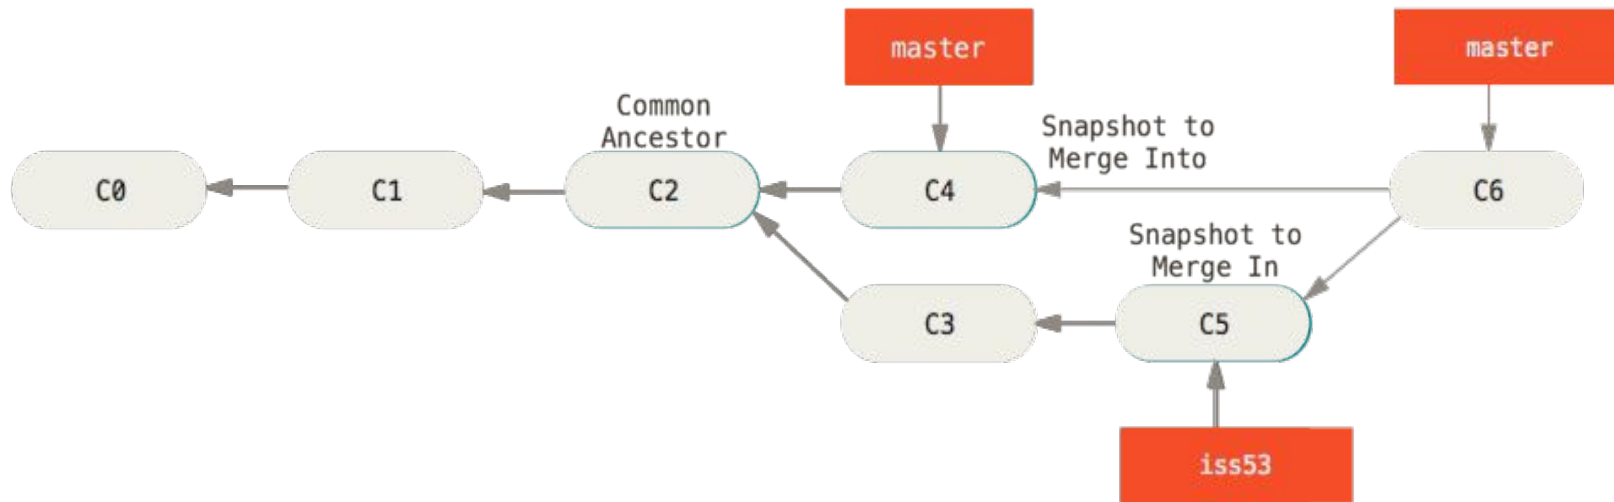 master
master
Common
Ancestor
Snapshot to
Merge Into
C0
C1
C2
C4
C6
Snapshot to
Merge In
C3
C5
iss53